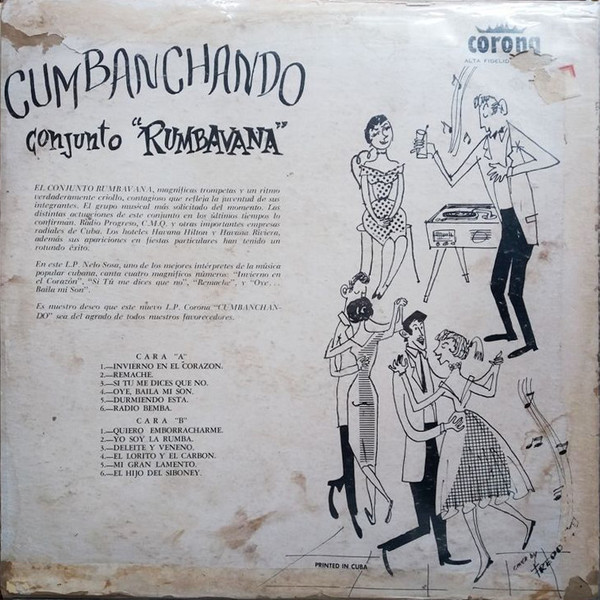 corona
ALTA FIDELID
CUMBANCHANDO
conjunto "RUMBAVANA"
EL CONJUNTO RUMBAVANA, magníficas trompetas y un ritmo
verdaderamente criollo, contagioso que refleja la juventud de sus
integrantes. El grupo musical más solicitado del momento. Las
distintas actuaciones de este conjunto en los últimos tiempos lo
confirman. Radio Progreso, C.M.Q. y otras importantes empresas
radiales de Cuba. Los hoteles Havana Hilton y Havana Riviera,
además sus apariciones en fiestas particulares han tenido un
rotundo éxito.
En este L.P. Nelo Sosa, uno de los mejores intérpretes de la música
popular cubana, canta cuatro magníficos números: "Invierno en
el Corazón", "Si Tú me dices que no", "Remache", y "Oye...
Baila mi Son".
Es nuestro deseo que este nuevo L.P. Corona "CUMBANCHAN-
DO" sea del agrado de todos nuestros favorecedores.
CARA "A"
1.—INVIERNO EN EL CORAZON.
2.—REMACHE.
3.—SI TU ME DICES QUE NO.
4.—OYE, BAILA MI SON.
5.—DURMIENDO ESTA.
6.—RADIO BEMBA.
CARA "B"
1.—QUIERO EMBORRACHARME.
2.—YO SOY LA RUMBA.
3.—DELEITE Y VENENO.
4.—EL LORITO Y EL CARBON.
5.—MI GRAN LAMENTO.
6.—EL HIJO DEL SIBONEY.
PRINTED IN CUBA